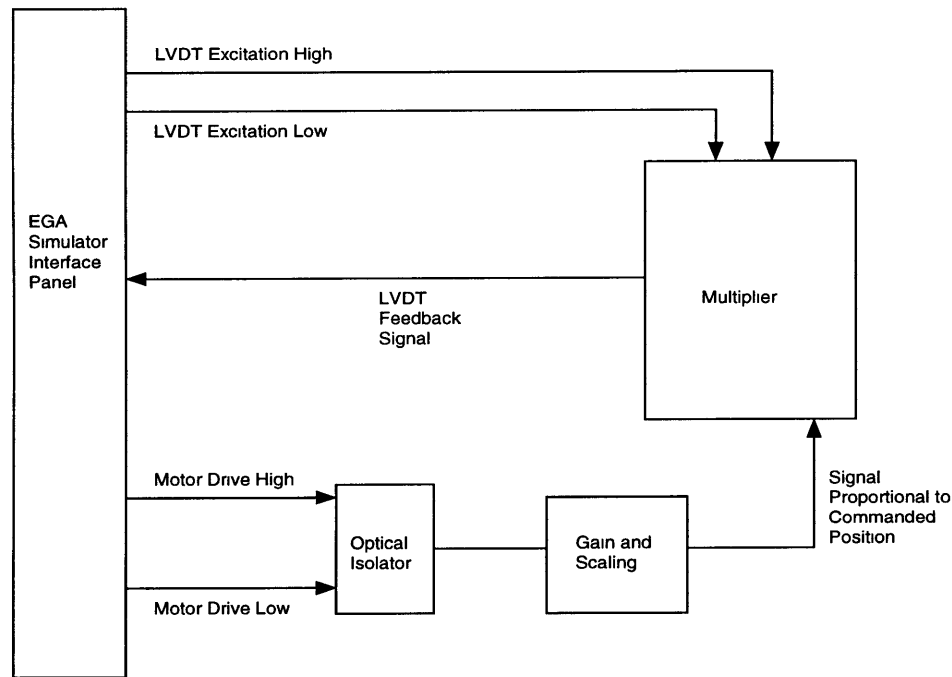 LVDT Excitation High
LVDT Excitation Low
EGA
Simulator
Interface
Panel
Multiplier
LVDT
Feedback
Signal
Motor Drive High
Signal
Proportional to
Commanded
Position
Optical
Isolator
Gain and
Scaling
Motor Drive Low